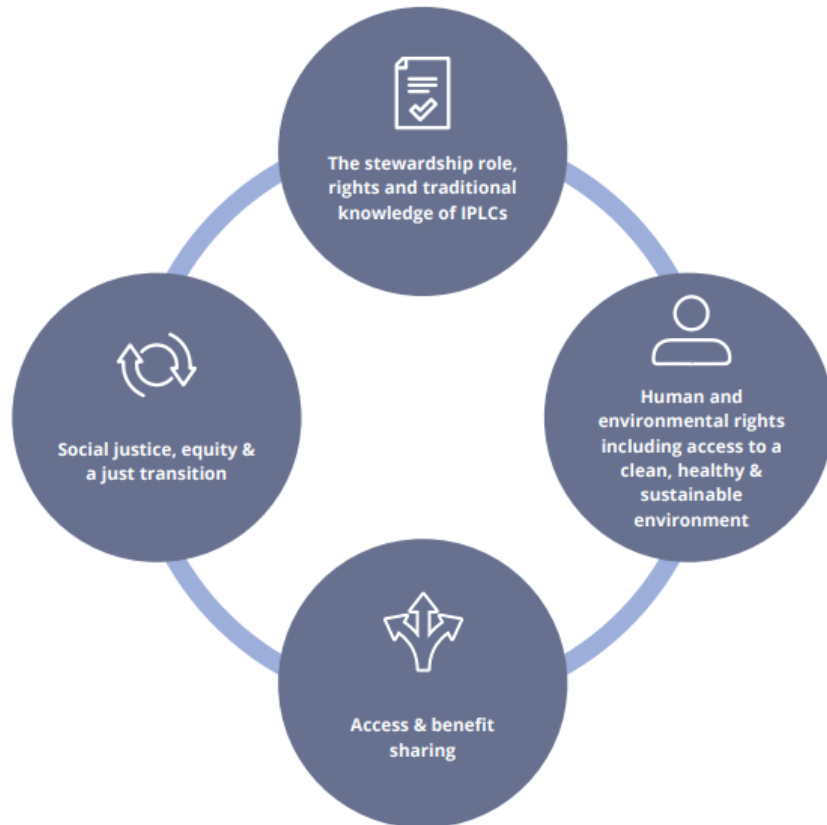 The stewardship role,
rights and traditional
knowledge of IPLCs
Social justice, equity &
a just transition
Human and
environmental rights
including access to a
clean, healthy &
sustainable
environment
Access & benefit
sharing